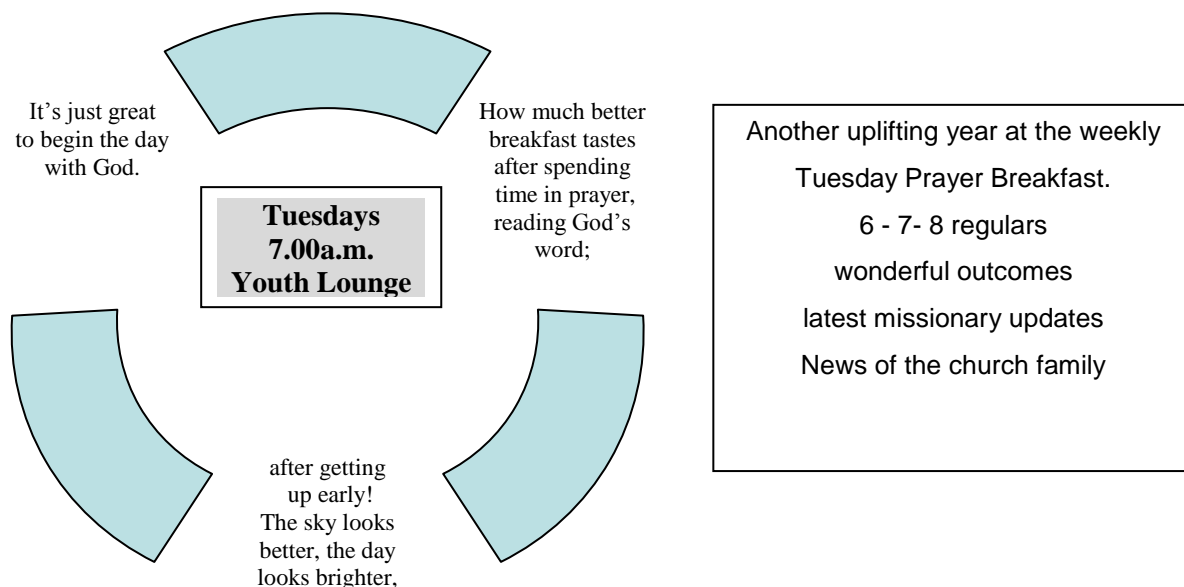 It's just great
to begin the day
with God.
How much better
breakfast tastes
after spending
time in prayer,
reading God's
word;
Tuesdays
7.00a.m.
Youth Lounge
after getting
up early!
The sky looks
better, the day
looks brighter,
Another uplifting year at the weekly
Tuesday Prayer Breakfast.
6 - 7- 8 regulars
wonderful outcomes
latest missionary updates
News of the church family